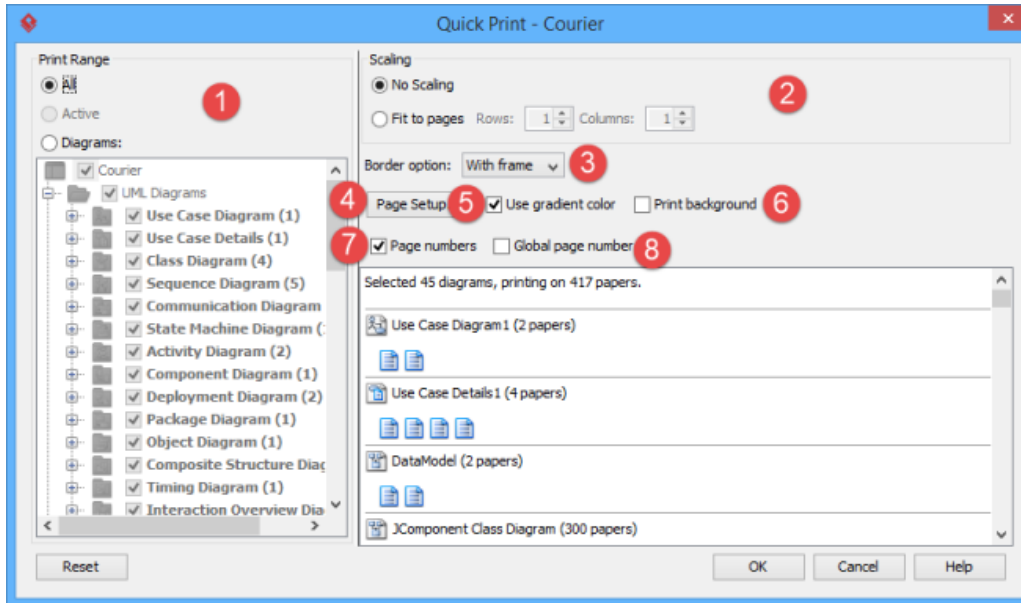 Quick Print - Courier
Print Range
All
1
Active
Diagrams:
Courier
UML Diagrams
Use Case Diagram (1)
Use Case Details (1)
Class Diagram (4)
Sequence Diagram (5)
Communication Diagram
State Machine Diagram (
Activity Diagram (2)
Component Diagram (1)
Deployment Diagram (2)
Package Diagram (1)
Object Diagram (1)
Composite Structure Diag
Timing Diagram (1)
Interaction Overview Dia
Scaling
No Scaling
2
Fit to pages Rows: 1 Columns: 1
Border option: With frame 3
4 Page Setup 5 Use gradient color Print background 6
7 Page numbers Global page number 8
Selected 45 diagrams, printing on 417 papers.
Use Case Diagram1 (2 papers)
Use Case Details1 (4 papers)
DataModel (2 papers)
JComponent Class Diagram (300 papers)
Reset OK Cancel Help